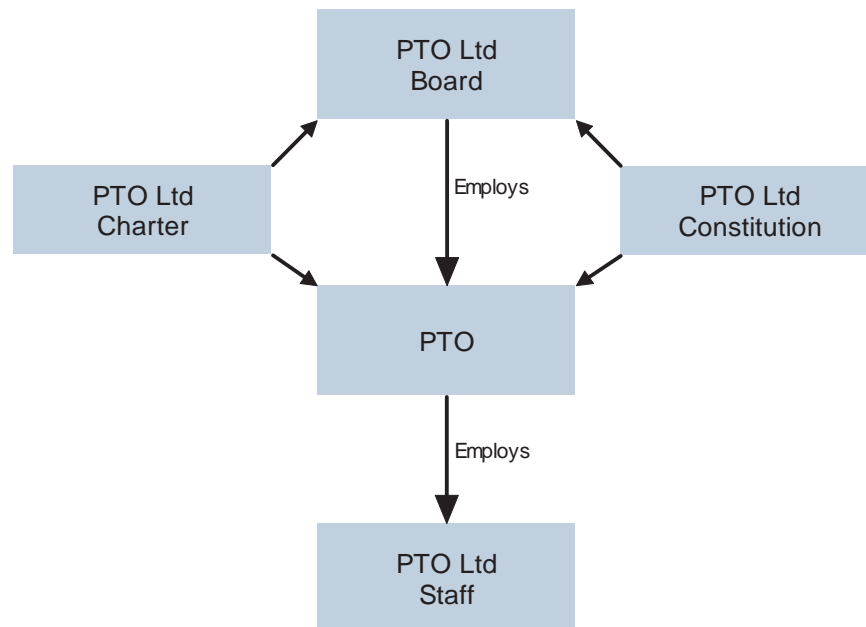 PTO Ltd
Board
Employs
PTO Ltd
Charter
PTO Ltd
Constitution
PTO
Employs
PTO Ltd
Staff